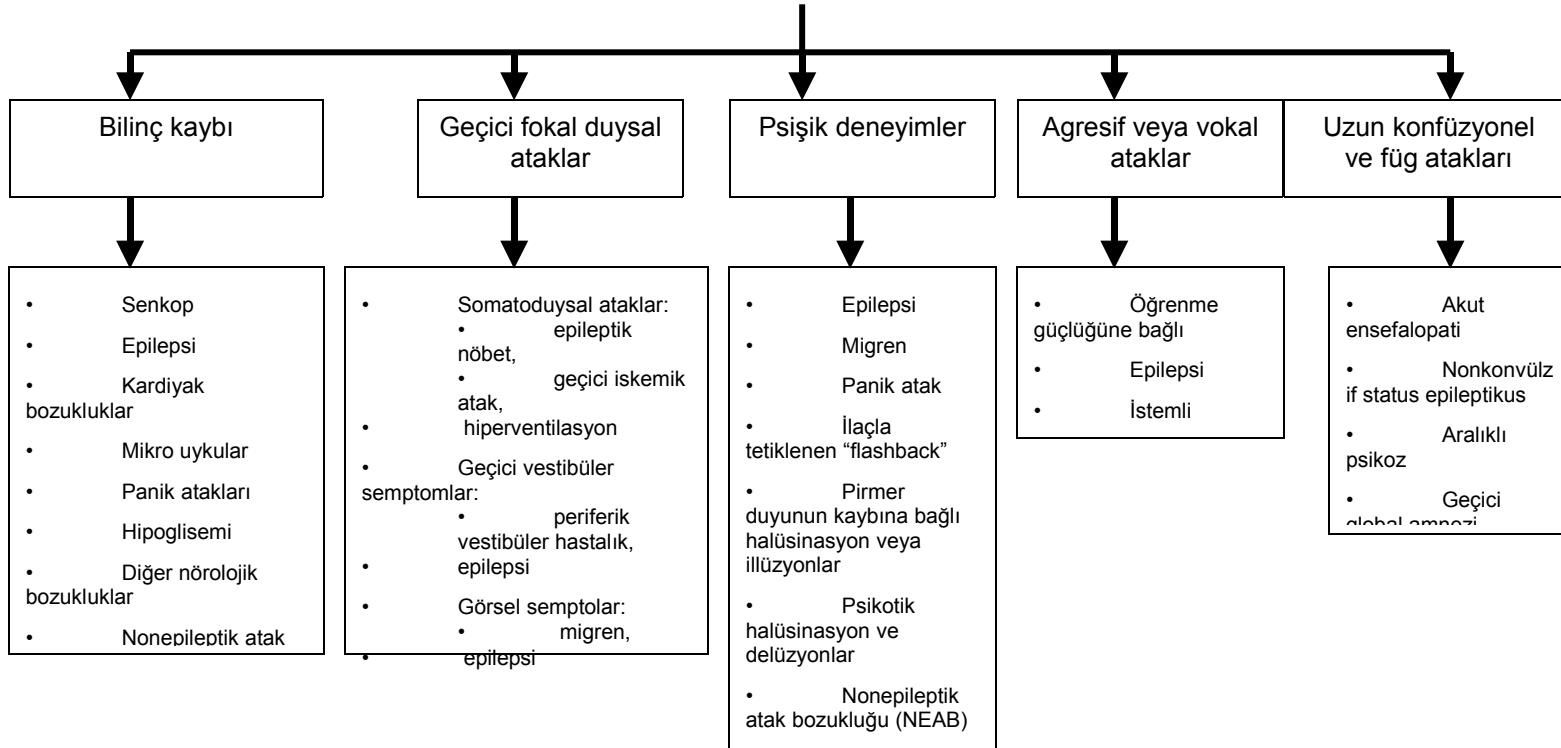 Bilinç kaybı
Geçici fokal duysal
ataklar
Psişik deneyimler
Agresif veya vokal
ataklar
Uzun konfüzyonel
ve füg atakları
• Senkop
• Epilepsi
• Kardiyak
bozukluklar
• Mikro uykular
• Panik atakları
• Hipoglisemi
• Diğer nörolojik
bozukluklar
• Nonepileptik atak
• Somatoduysal ataklar:
• epileptik
nöbet,
• geçici iskemik
atak,
• hiperventilasyon
• Geçici vestibüler
semptomlar:
• periferik
vestibüler hastalık,
• epilepsi
• Görsel semptolar:
• migren,
• epilepsi
• Epilepsi
• Migren
• Panik atak
• İlaçla
tetiklenen “flashback”
• Pirmer
duyunun kaybına bağlı
halüsinasyon veya
illüzyonlar
• Psikotik
halüsinasyon ve
delüzyonlar
• Nonepileptik
atak bozukluğu (NEAB)
• Öğrenme
güçlüğüne bağlı
• Epilepsi
• İstemli
• Akut
ensefalopati
• Nonkonvülz
if status epileptikus
• Aralıklı
psikoz
• Geçici
global amnezi